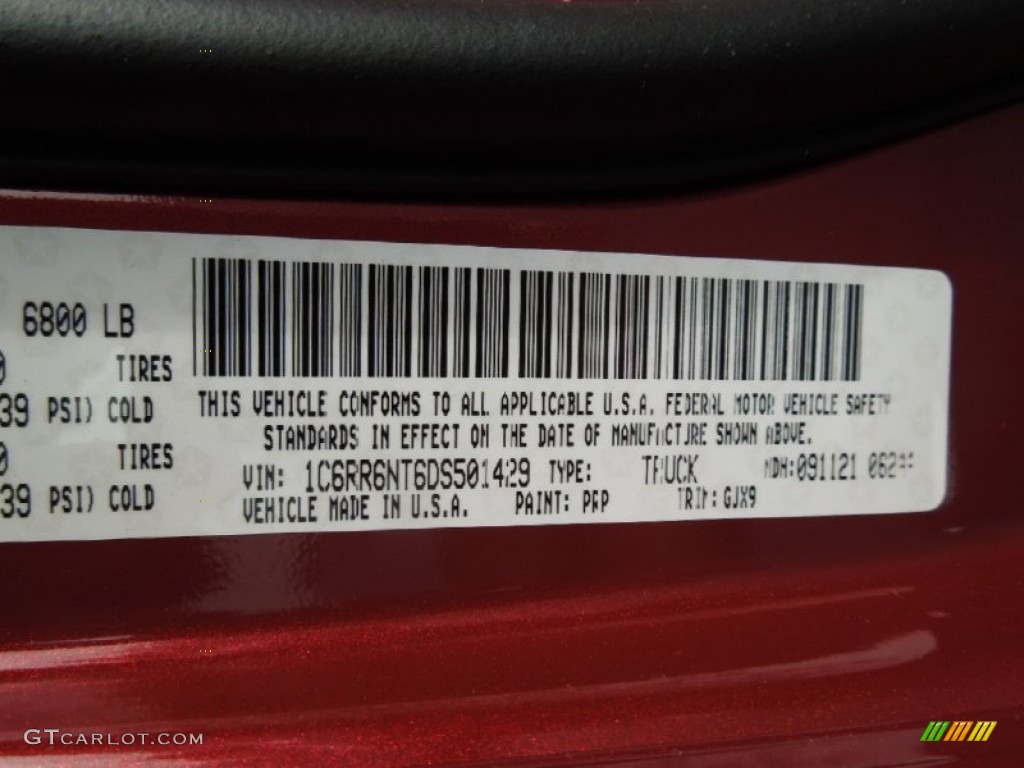 6800 LB
TIRES
39 PSI) COLD
TIRES
39 PSI) COLD
THIS VEHICLE CONFORMS TO ALL APPLICABLE U.S.A. FEDERAL MOTOR VEHICLE SAFETY
STANDARDS IN EFFECT ON THE DATE OF MANUFACTURE SHOWN ABOVE.
VIN: 1C6RR6NT6DS501429 TYPE: TRUCK MDH:091121
VEHICLE MADE IN U.S.A. PAINT: PRP TRIM: GJX9
GTCARLOT.COM